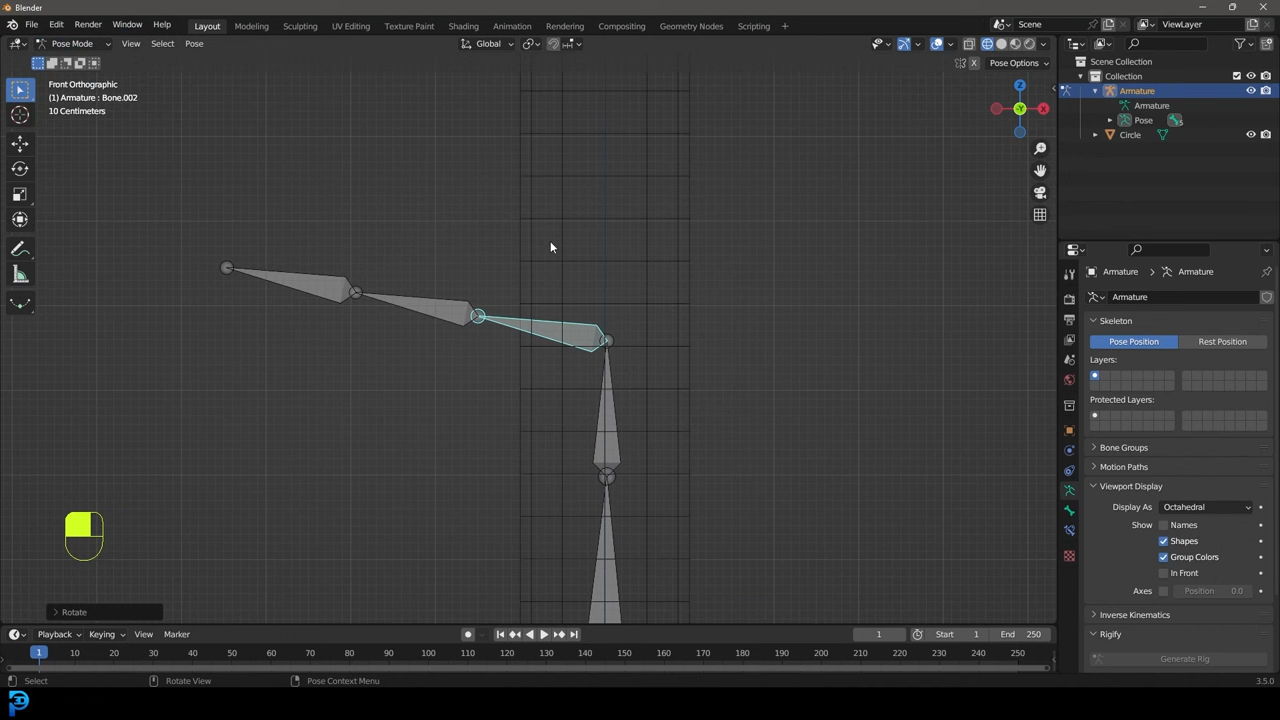 Blender
File Edit Render Window Help Layout Modeling Sculpting UV Editing Texture Paint Shading Animation Rendering Compositing Geometry Nodes Scripting + Scene ViewLayer
Pose Mode View Select Pose Global
X Pose Options
Front Orthographic
(1) Armature : Bone.002
10 Centimeters
Z
-Y X
Scene Collection
Collection
Armature
Armature
Pose 5
Circle
Armature > Armature
Armature
Skeleton
Pose Position Rest Position
Layers:
Protected Layers:
Bone Groups
Motion Paths
Viewport Display
Display As Octahedral
Show Names
Shapes
Group Colors
In Front
Axes Position 0.0
Inverse Kinematics
Rigify
Generate Rig
Rotate
Playback Keying View Marker 1 Start 1 End 250
1 10 20 30 40 50 60 70 80 90 100 110 120 130 140 150 160 170 180 190 200 210 220 230 240 250
Select Rotate View Pose Context Menu 3.5.0